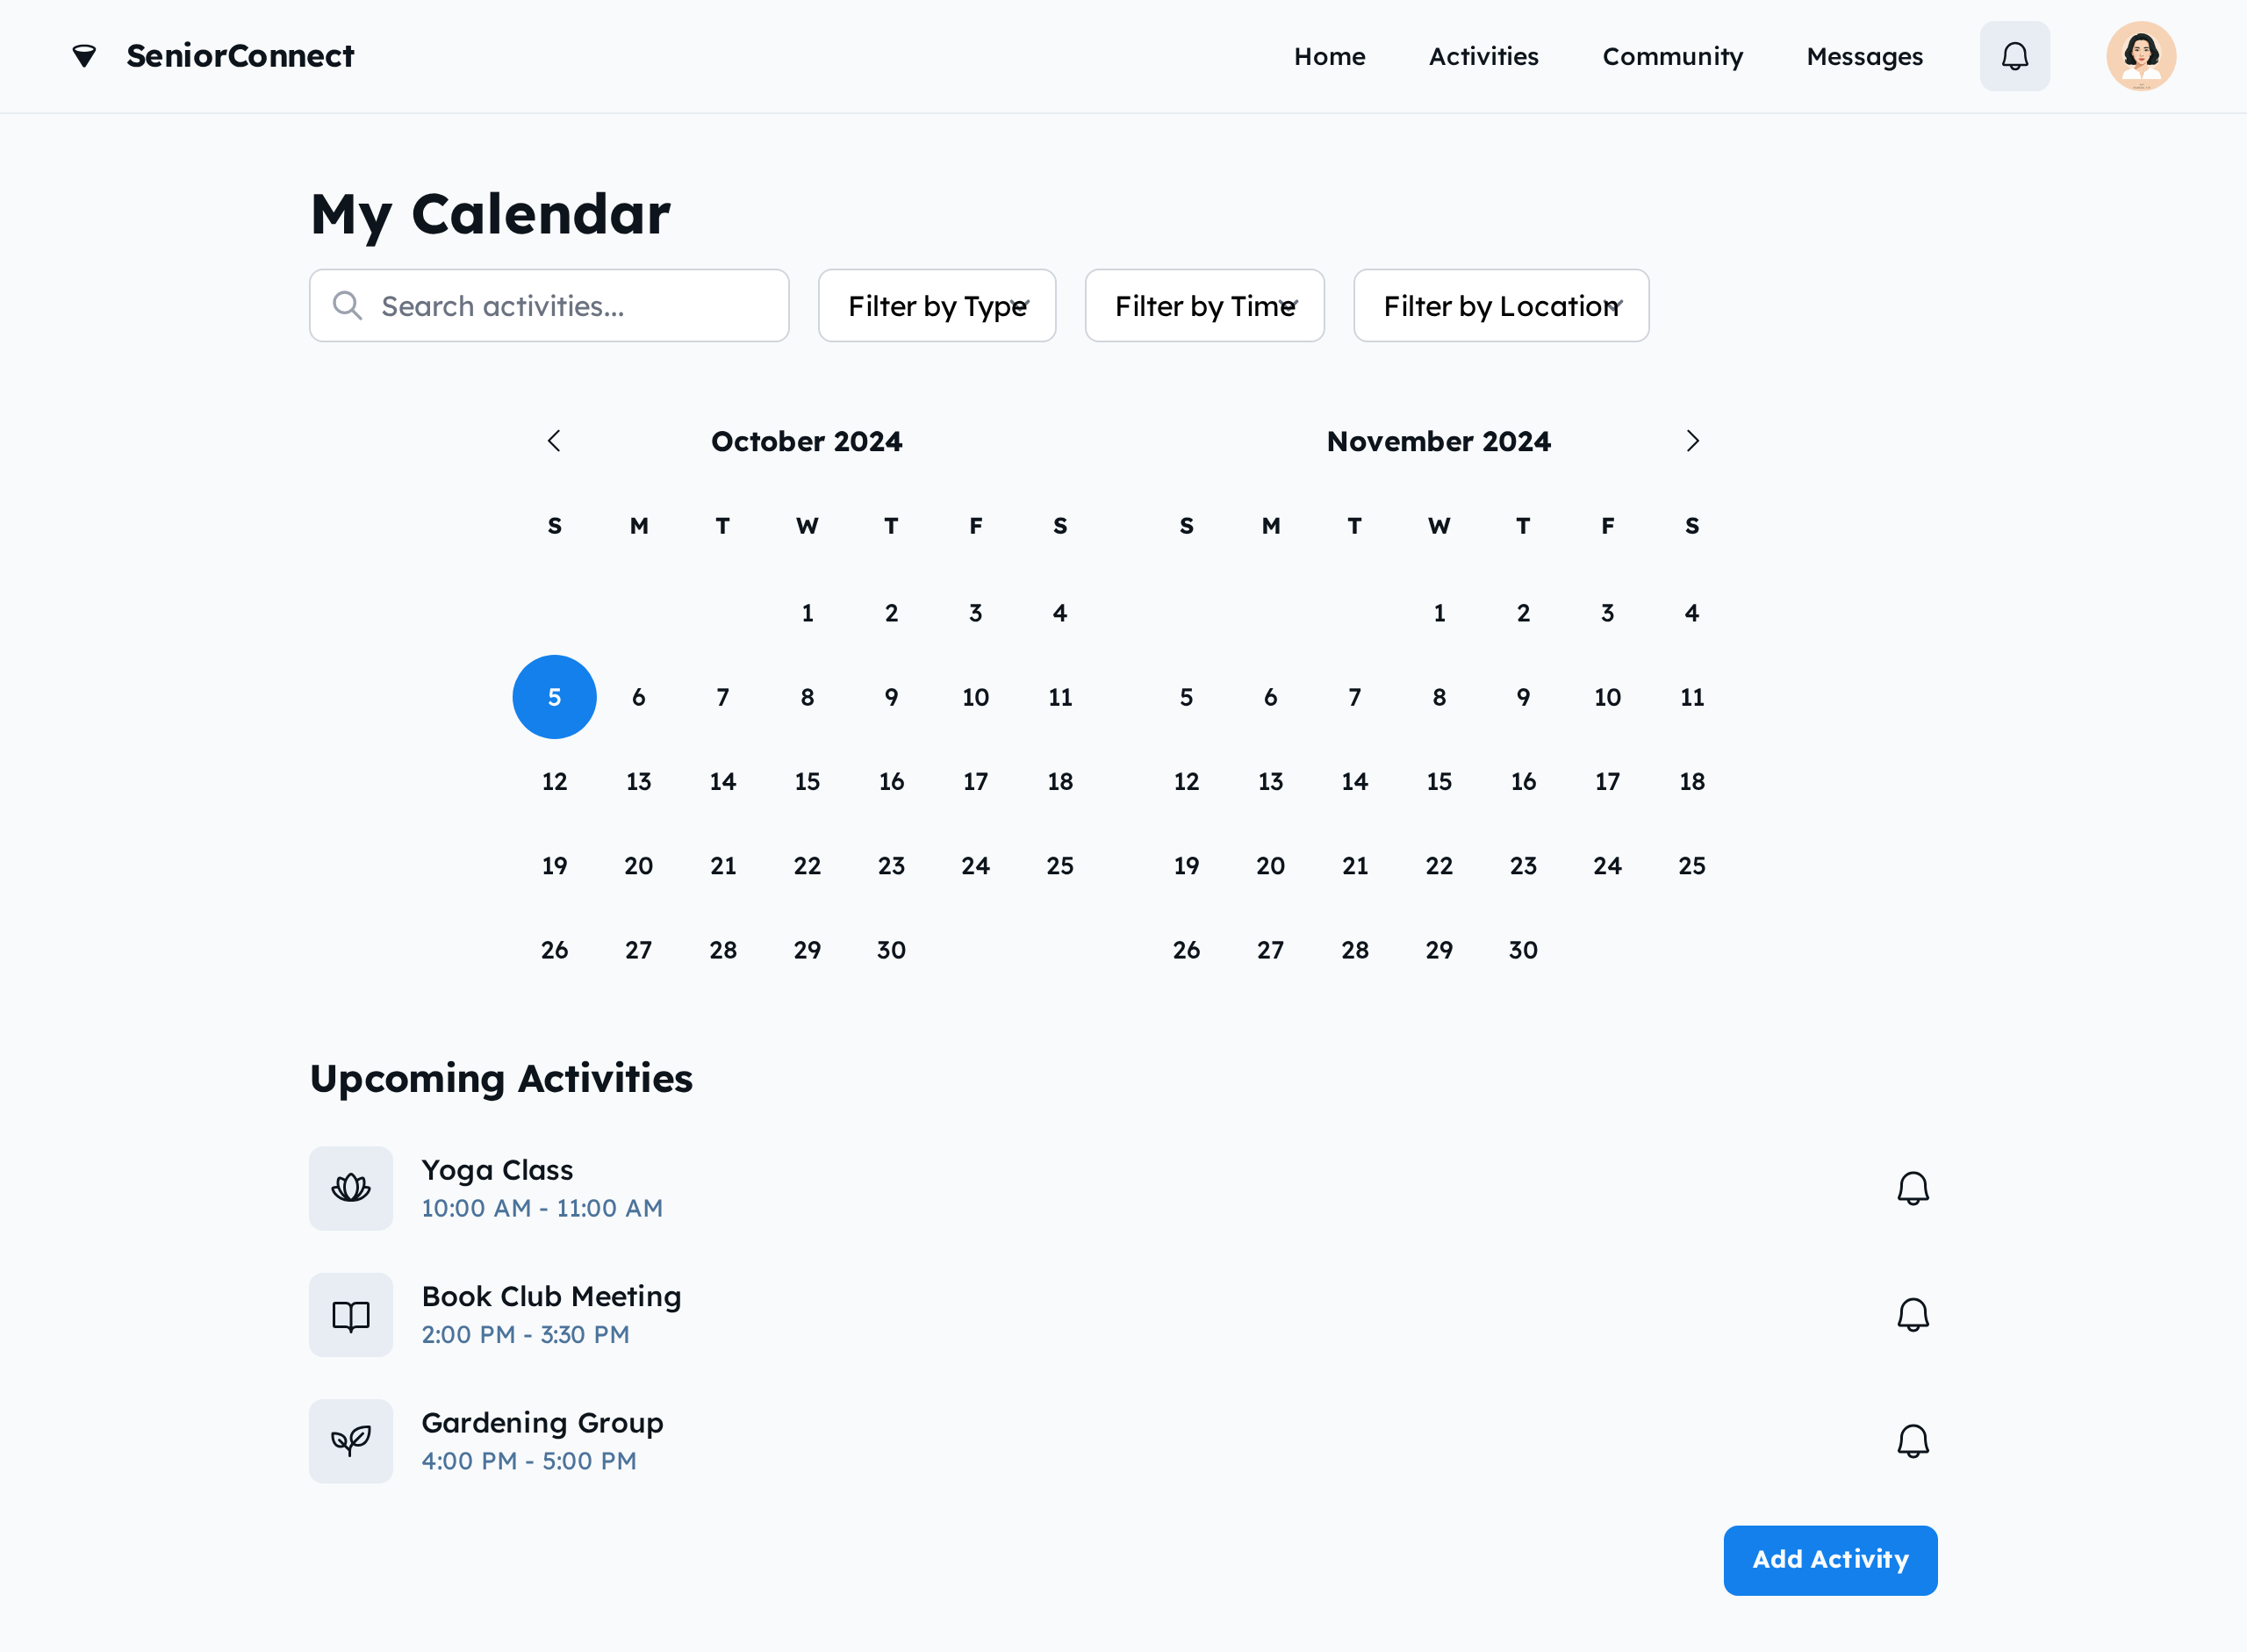 SeniorConnect
Home Activities Community Messages
My Calendar
Search activities...
Filter by Type
Filter by Time
Filter by Location
October 2024
S M T W T F S
1 2 3 4
5 6 7 8 9 10 11
12 13 14 15 16 17 18
19 20 21 22 23 24 25
26 27 28 29 30
November 2024
S M T W T F S
1 2 3 4
5 6 7 8 9 10 11
12 13 14 15 16 17 18
19 20 21 22 23 24 25
26 27 28 29 30
Upcoming Activities
Yoga Class
10:00 AM - 11:00 AM
Book Club Meeting
2:00 PM - 3:30 PM
Gardening Group
4:00 PM - 5:00 PM
Add Activity